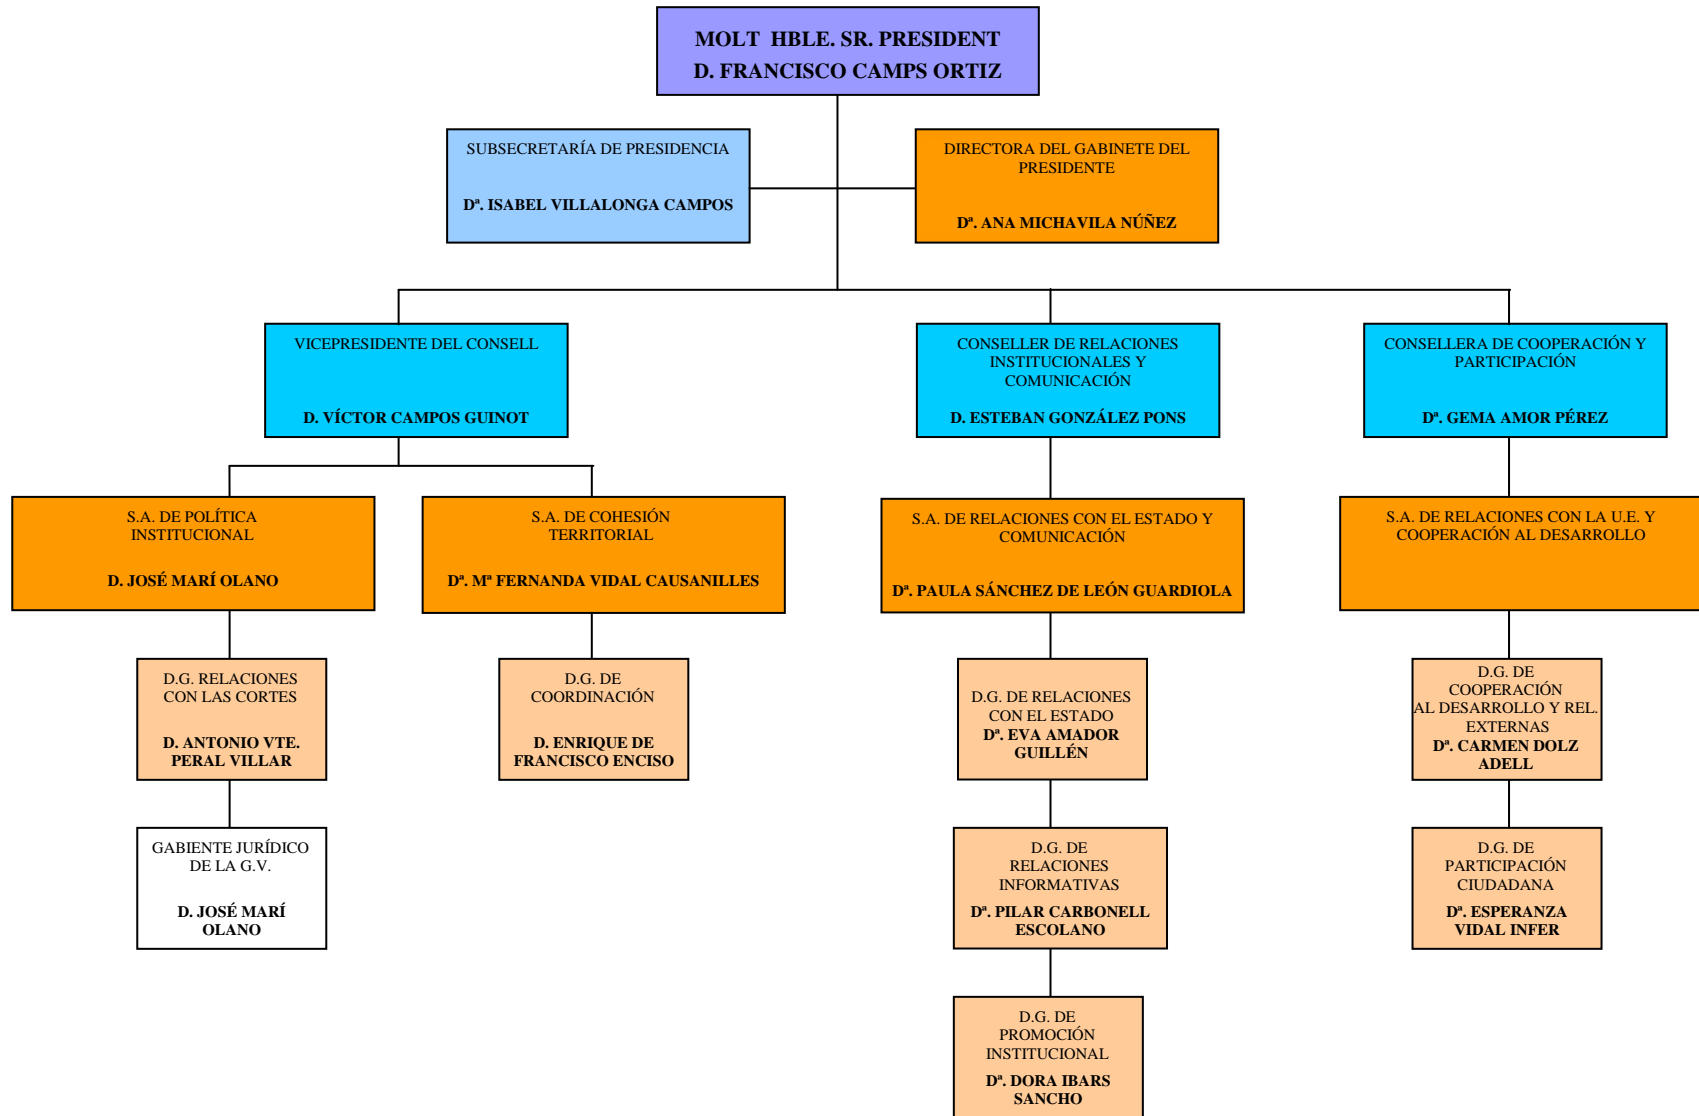 MOLT HBLE. SR. PRESIDENT
D. FRANCISCO CAMPS ORTIZ
SUBSECRETARÍA DE PRESIDENCIA
Dª. ISABEL VILLALONGA CAMPOS
DIRECTORA DEL GABINETE DEL
PRESIDENTE
Dª. ANA MICHAVILA NÚÑEZ
VICEPRESIDENTE DEL CONSELL
D. VÍCTOR CAMPOS GUINOT
CONSELLER DE RELACIONES
INSTITUCIONALES Y
COMUNICACIÓN
D. ESTEBAN GONZÁLEZ PONS
CONSELLERA DE COOPERACIÓN Y
PARTICIPACIÓN
Dª. GEMA AMOR PÉREZ
S.A. DE POLÍTICA
INSTITUCIONAL
D. JOSÉ MARÍ OLANO
S.A. DE COHESIÓN
TERRITORIAL
Dª. Mª FERNANDA VIDAL CAUSANILLES
S.A. DE RELACIONES CON EL ESTADO Y
COMUNICACIÓN
Dª. PAULA SÁNCHEZ DE LEÓN GUARDIOLA
S.A. DE RELACIONES CON LA U.E. Y
COOPERACIÓN AL DESARROLLO
D.G. RELACIONES
CON LAS CORTES
D. ANTONIO VTE.
PERAL VILLAR
D.G. DE
COORDINACIÓN
D. ENRIQUE DE
FRANCISCO ENCISO
D.G. DE RELACIONES
CON EL ESTADO
Dª. EVA AMADOR
GUILLÉN
D.G. DE
COOPERACIÓN
AL DESARROLLO Y REL.
EXTERNAS
Dª. CARMEN DOLZ
ADELL
GABIENTE JURÍDICO
DE LA G.V.
D. JOSÉ MARÍ
OLANO
D.G. DE
RELACIONES
INFORMATIVAS
Dª. PILAR CARBONELL
ESCOLANO
D.G. DE
PARTICIPACIÓN
CIUDADANA
Dª. ESPERANZA
VIDAL INFER
D.G. DE
PROMOCIÓN
INSTITUCIONAL
Dª. DORA IBARS
SANCHO